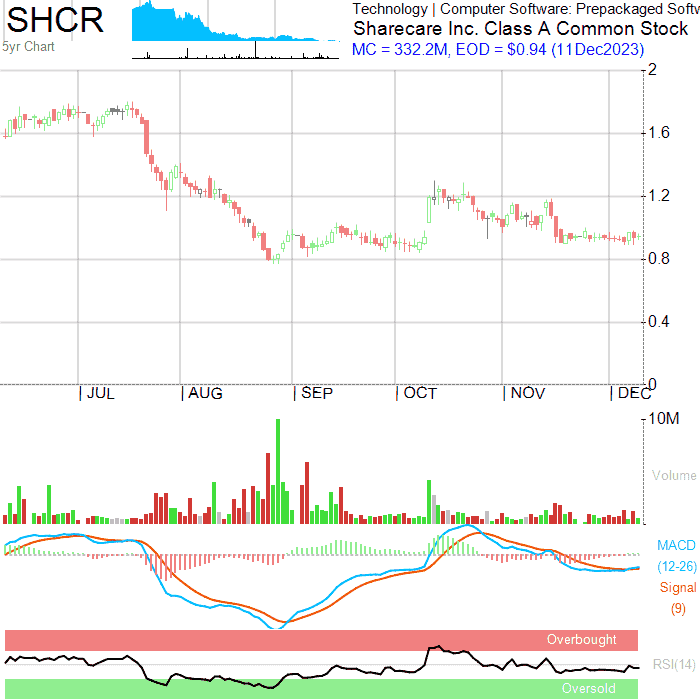 SHCR
5yr Chart
Technology | Computer Software: Prepackaged Softw
Sharecare Inc. Class A Common Stock
MC = 332.2M, EOD = $0.94 (11Dec2023)
2
1.6
1.2
0.8
0.4
0
| JUL | AUG | SEP | OCT | NOV | DEC
10M
Volume
MACD
(12-26)
Signal
(9)
Overbought
RSI(14)
Oversold